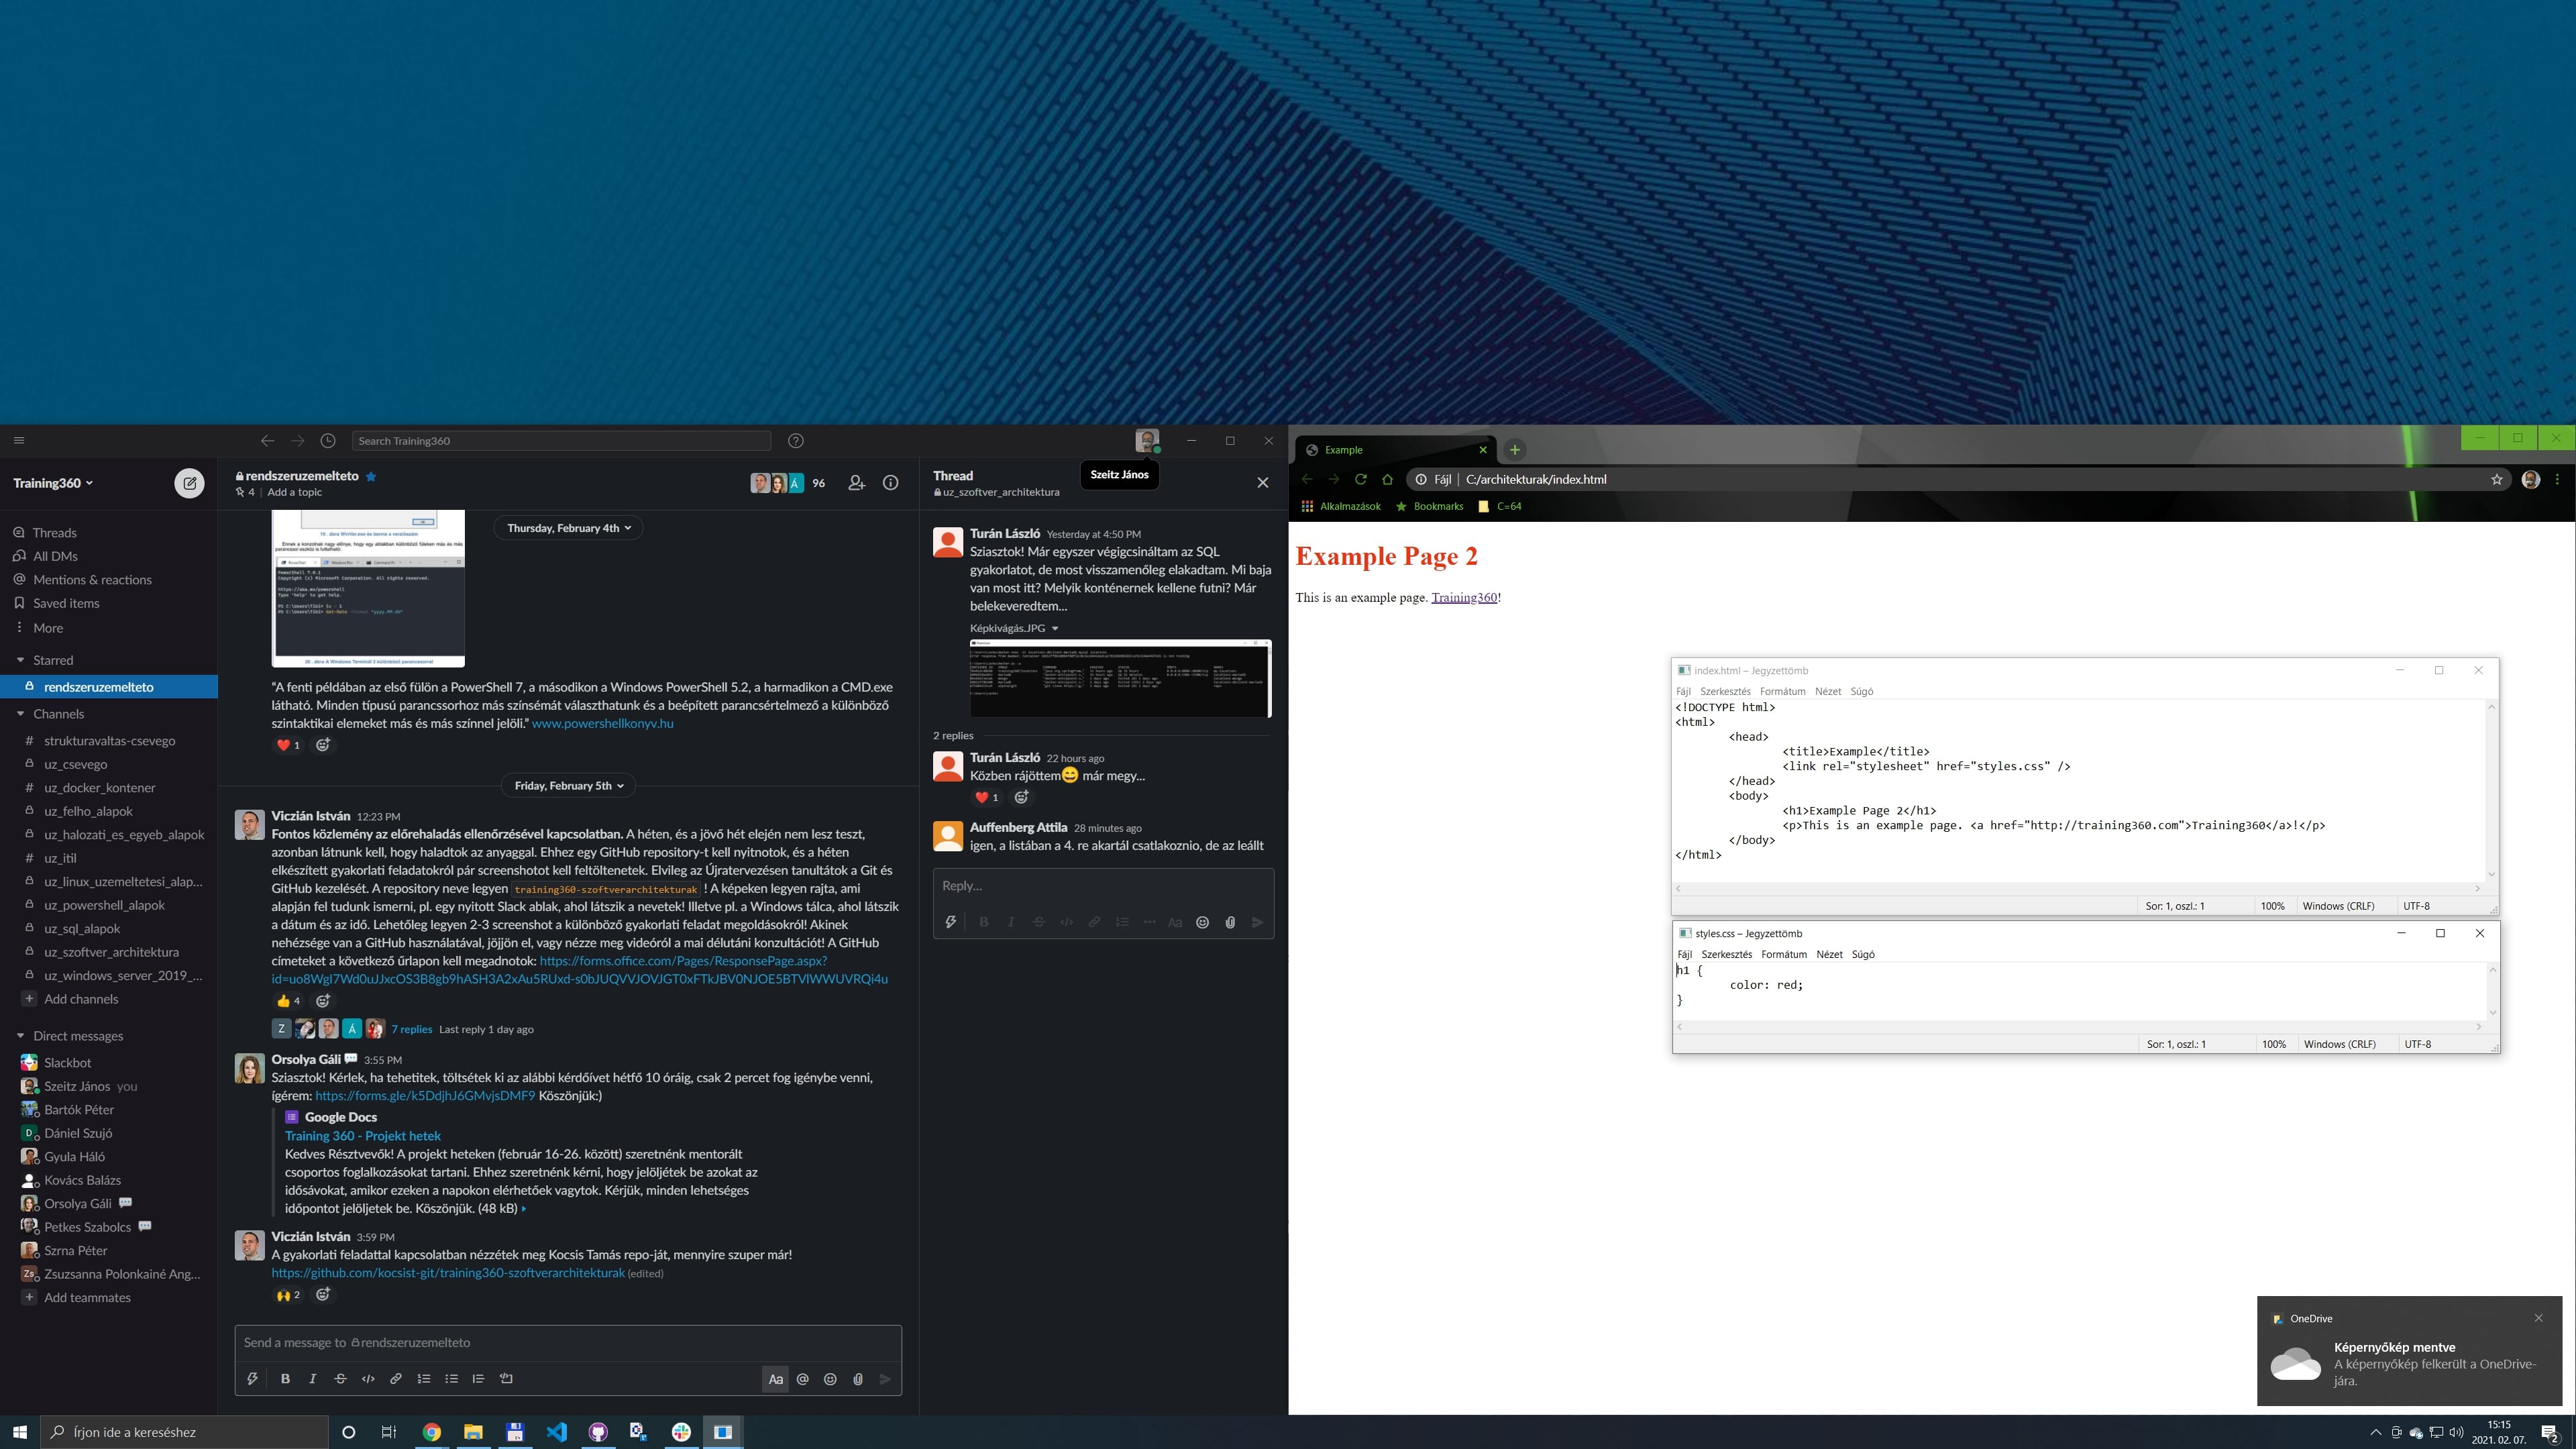 Search Training360
Training360
Threads
All DMs
Mentions & reactions
Saved items
More
Starred
rendszeruzemelteto
Channels
# strukturavaltas-csevego
uz_csevego
# uz_docker_kontener
uz_felho_alapok
uz_halozati_es_egyeb_alapok
# uz_itil
uz_linux_uzemeltetesi_alap...
uz_powershell_alapok
uz_sql_alapok
uz_szoftver_architektura
uz_windows_server_2019_...
+ Add channels
Direct messages
Slackbot
Szeitz János you
Bartók Péter
D Dániel Szujó
Gyula Háló
Kovács Balázs
Orsolya Gáli
Petkes Szabolcs
Szrna Péter
Zs Zsuzsanna Polonkainé Ang...
+ Add teammates
rendszeruzemelteto
4 | Add a topic
Á 96
Thursday, February 4th
“A fenti példában az első fülön a PowerShell 7, a másodikon a Windows PowerShell 5.2, a harmadikon a CMD.exe
látható. Minden típusú parancssorhoz más színsémát választhatunk és a beépített parancsértelmező a különböző
szintaktikai elemeket más és más színnel jelöli.” www.powershellkonyv.hu
1
Friday, February 5th
Viczián István 12:23 PM
Fontos közlemény az előrehaladás ellenőrzésével kapcsolatban. A héten, és a jövő hét elején nem lesz teszt,
azonban látnunk kell, hogy haladtok az anyaggal. Ehhez egy GitHub repository-t kell nyitnotok, és a héten
elkészített gyakorlati feladatokról pár screenshotot kell feltöltenetek. Elvileg az Újratervezésen tanultátok a Git és
GitHub kezelését. A repository neve legyen training360-szoftverarchitekturak ! A képeken legyen rajta, ami
alapján fel tudunk ismerni, pl. egy nyitott Slack ablak, ahol látszik a nevetek! Illetve pl. a Windows tálca, ahol látszik
a dátum és az idő. Lehetőleg legyen 2-3 screenshot a különböző gyakorlati feladat megoldásokról! Akinek
nehézsége van a GitHub használatával, jöjjön el, vagy nézze meg videóról a mai délutáni konzultációt! A GitHub
címeteket a következő űrlapon kell megadnotok: https://forms.office.com/Pages/ResponsePage.aspx?
id=uo8Wgl7Wd0uJJxcOS3B8gb9hASH3A2xAu5RUxd-s0bJUQVVJOVJGT0xFTkJBV0NJOE5BTVlWWUVRQi4u
4
Z Á 7 replies Last reply 1 day ago
Orsolya Gáli 3:55 PM
Sziasztok! Kérlek, ha tehetitek, töltsétek ki az alábbi kérdőívet hétfő 10 óráig, csak 2 percet fog igénybe venni,
ígérem: https://forms.gle/k5DdjhJ6GMvjsDMF9 Köszönjük:)
Google Docs
Training 360 - Projekt hetek
Kedves Résztvevők! A projekt heteken (február 16-26. között) szeretnénk mentorált
csoportos foglalkozásokat tartani. Ehhez szeretnénk kérni, hogy jelöljétek be azokat az
idősávokat, amikor ezeken a napokon elérhetőek vagytok. Kérjük, minden lehetséges
időpontot jelöljetek be. Köszönjük. (48 kB)
Viczián István 3:59 PM
A gyakorlati feladattal kapcsolatban nézzétek meg Kocsis Tamás repo-ját, mennyire szuper már!
https://github.com/kocsist-git/training360-szoftverarchitekturak (edited)
2
Send a message to rendszeruzemelteto
B I Aa @
Thread
uz_szoftver_architektura
Szeitz János
Turán László Yesterday at 4:50 PM
Sziasztok! Már egyszer végigcsináltam az SQL
gyakorlatot, de most visszamenőleg elakadtam. Mi baja
van most itt? Melyik konténernek kellene futni? Már
belekeveredtem...
Képkivágás.JPG
2 replies
Turán László 22 hours ago
Közben rájöttem már megy...
1
Auffenberg Attila 28 minutes ago
igen, a listában a 4. re akartál csatlakoznio, de az leállt
Reply...
B I Aa
Example
Fájl | C:/architekturak/index.html
Alkalmazások Bookmarks C=64
Example Page 2
This is an example page. Training360!
index.html – Jegyzettömb
Fájl Szerkesztés Formátum Nézet Súgó
<!DOCTYPE html>
<html>
<head>
<title>Example</title>
<link rel="stylesheet" href="styles.css" />
</head>
<body>
<h1>Example Page 2</h1>
<p>This is an example page. <a href="http://training360.com">Training360</a>!</p>
</body>
</html>
Sor: 1, oszl.: 1 100% Windows (CRLF) UTF-8
styles.css – Jegyzettömb
Fájl Szerkesztés Formátum Nézet Súgó
h1 {
color: red;
}
Sor: 1, oszl.: 1 100% Windows (CRLF) UTF-8
OneDrive
Képernyőkép mentve
A képernyőkép felkerült a OneDrive-
jára.
Írjon ide a kereséshez
15:15
2021. 02. 07.
2